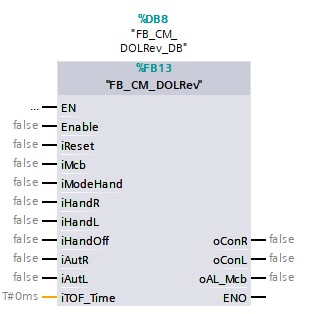 %DB8
"FB_CM_
DOLRev_DB"
%FB13
"FB_CM_DOLRev"
... EN
false Enable
false iReset
false iMcb
false iModeHand
false iHandR
false iHandL
false iHandOff oConR false
false iAutR oConL false
false iAutL oAL_Mcb false
T#0ms iTOF_Time ENO